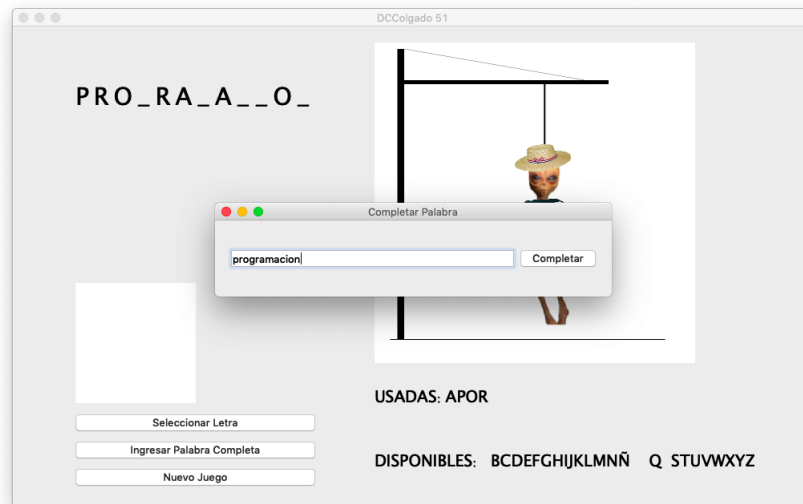 DCColgado 51
PRO_RA_A__O_
Completar Palabra
programacion
Completar
USADAS: APOR
Seleccionar Letra
Ingresar Palabra Completa
Nuevo Juego
DISPONIBLES: BCDEFGHIJKLMNÑ Q STUVWXYZ